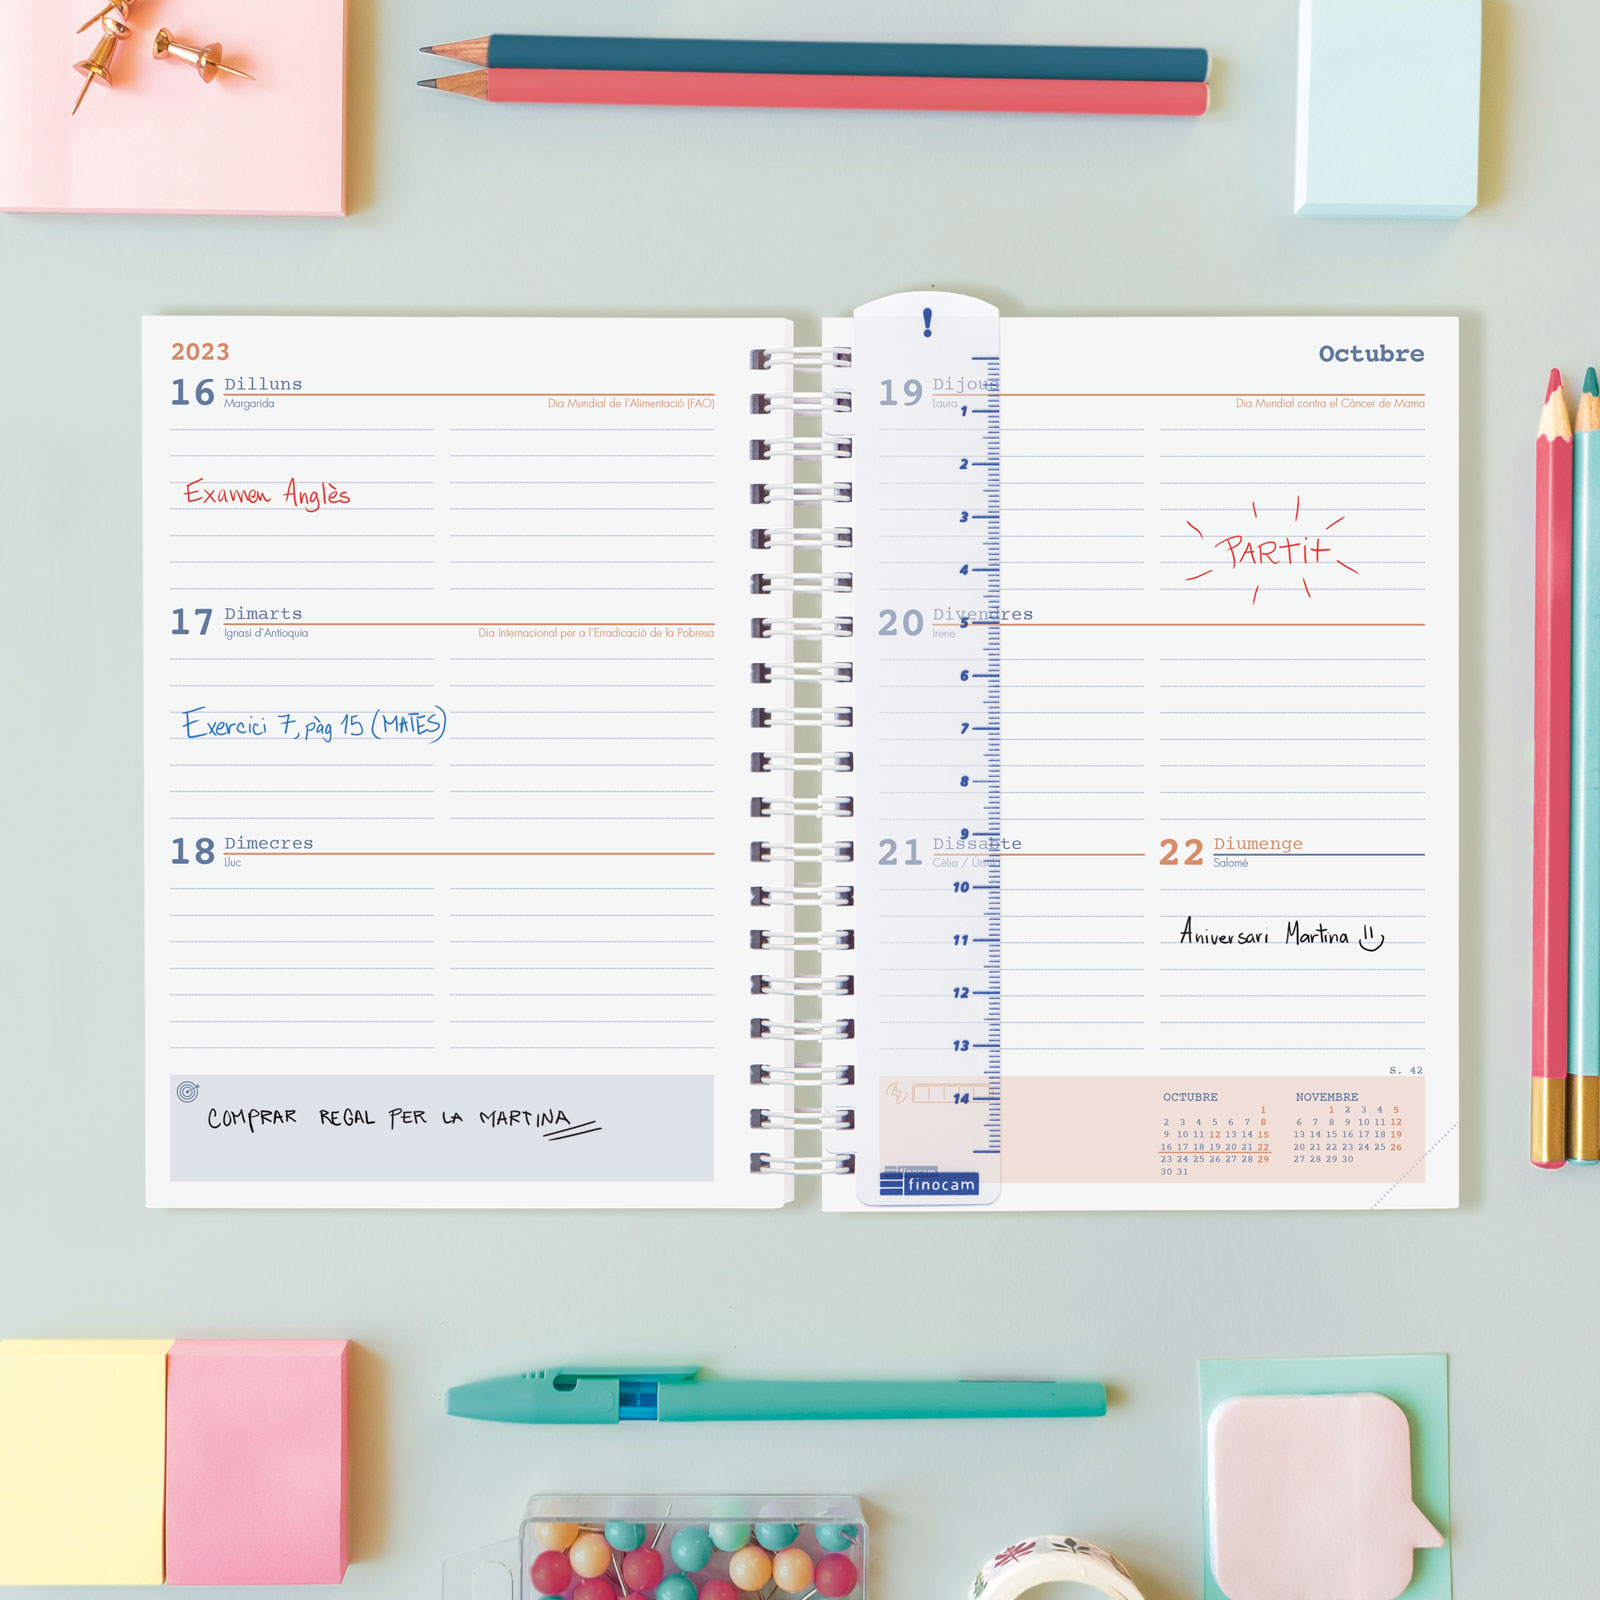 2023
16 Dilluns
Margarida
Dia Mundial de l'Alimentació (FAO)
Examen Anglès
17 Dimarts
Ignasi d'Antioquia
Dia Internacional per a l'Erradicació de la Pobresa
Exercici 7, pàg 15 (MATES)
18 Dimecres
Lluc
COMPRAR REGAL PER LA MARTINA
!
1
2
3
4
5
6
7
8
9
10
11
12
13
14
finocam
Octubre
19 Dijous
Laura
Dia Mundial contra el Càncer de Mama
PARTIT
20 Divendres
Irene
21 Dissabte
Cèlia / Úrsula
22 Diumenge
Salomé
Aniversari Martina
S. 42
OCTUBRE
1
2 3 4 5 6 7 8
9 10 11 12 13 14 15
16 17 18 19 20 21 22
23 24 25 26 27 28 29
30 31
NOVEMBRE
1 2 3 4 5
6 7 8 9 10 11 12
13 14 15 16 17 18 19
20 21 22 23 24 25 26
27 28 29 30